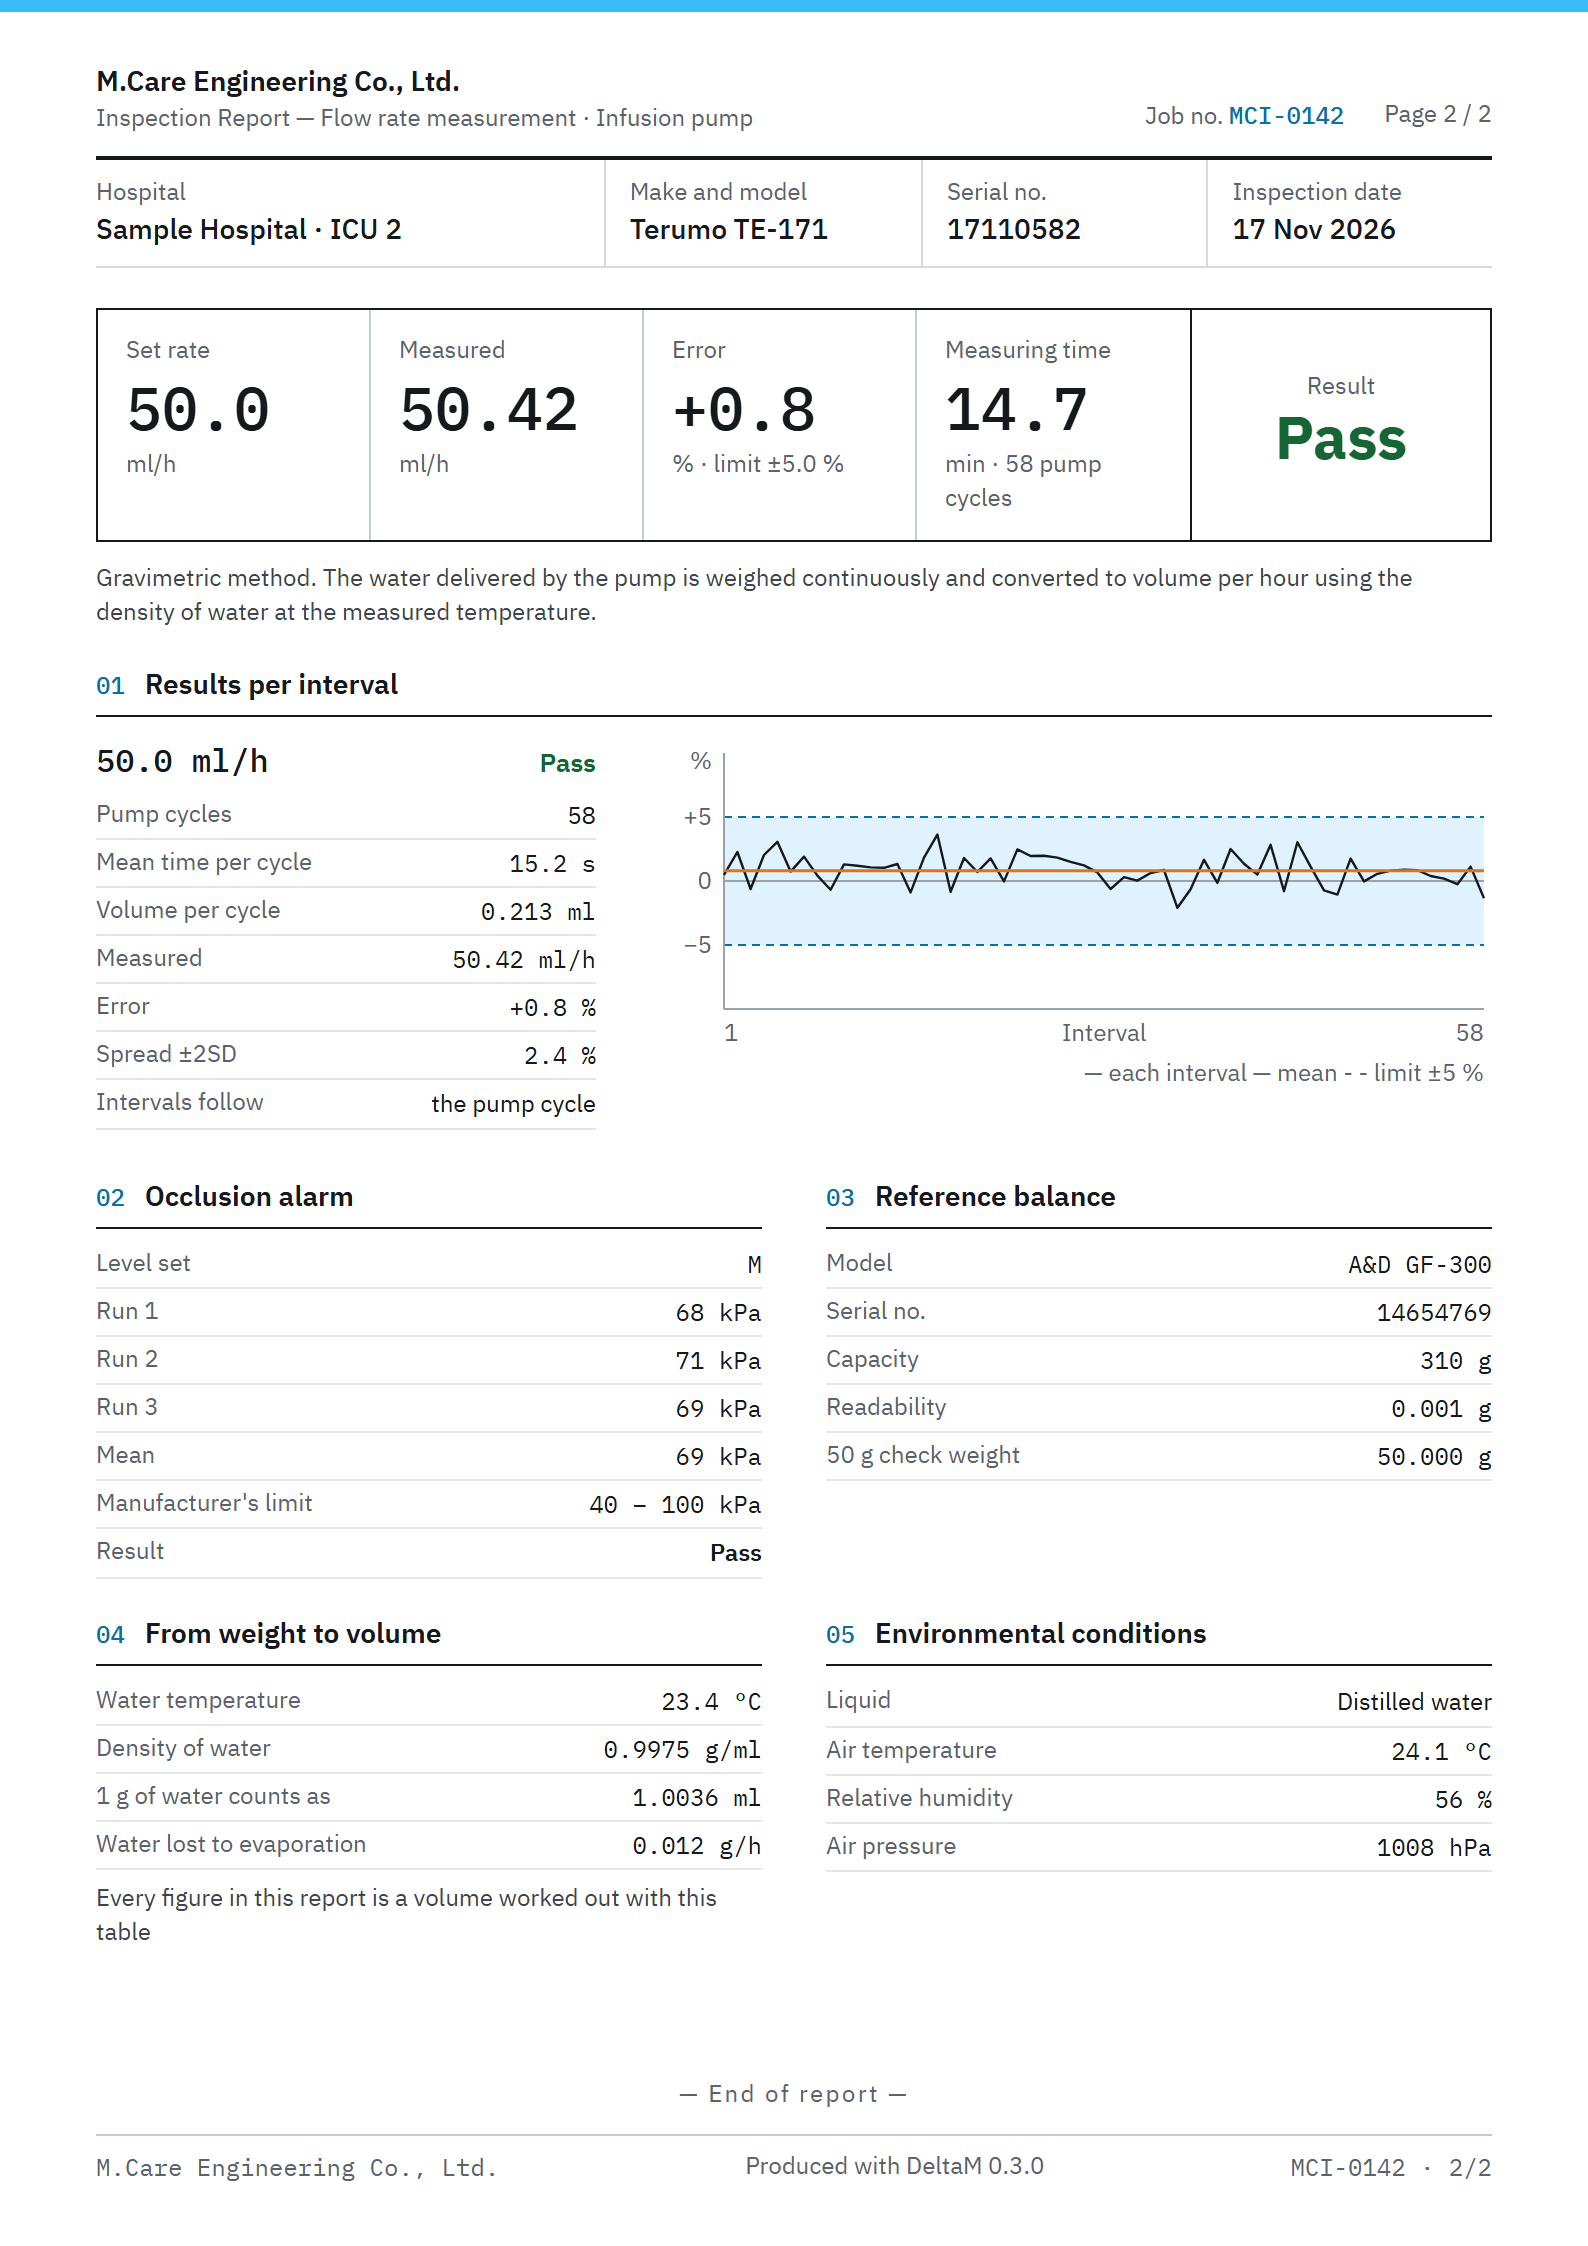 M.Care Engineering Co., Ltd.
Inspection Report — Flow rate measurement · Infusion pump
Job no. MCI-0142 Page 2 / 2
Hospital Make and model Serial no. Inspection date
Sample Hospital · ICU 2 Terumo TE-171 17110582 17 Nov 2026
Set rate Measured Error Measuring time
50.0 50.42 +0.8 14.7
ml/h ml/h % · limit ±5.0 % min · 58 pump
cycles
Result
Pass
Gravimetric method. The water delivered by the pump is weighed continuously and converted to volume per hour using the
density of water at the measured temperature.
01 Results per interval
50.0 ml/h Pass
Pump cycles 58
Mean time per cycle 15.2 s
Volume per cycle 0.213 ml
Measured 50.42 ml/h
Error +0.8 %
Spread ±2SD 2.4 %
Intervals follow the pump cycle
%
+5
0
−5
1 Interval 58
— each interval — mean - - limit ±5 %
02 Occlusion alarm
Level set M
Run 1 68 kPa
Run 2 71 kPa
Run 3 69 kPa
Mean 69 kPa
Manufacturer's limit 40 – 100 kPa
Result Pass
03 Reference balance
Model A&D GF-300
Serial no. 14654769
Capacity 310 g
Readability 0.001 g
50 g check weight 50.000 g
04 From weight to volume
Water temperature 23.4 °C
Density of water 0.9975 g/ml
1 g of water counts as 1.0036 ml
Water lost to evaporation 0.012 g/h
Every figure in this report is a volume worked out with this
table
05 Environmental conditions
Liquid Distilled water
Air temperature 24.1 °C
Relative humidity 56 %
Air pressure 1008 hPa
— End of report —
M.Care Engineering Co., Ltd. Produced with DeltaM 0.3.0 MCI-0142 · 2/2